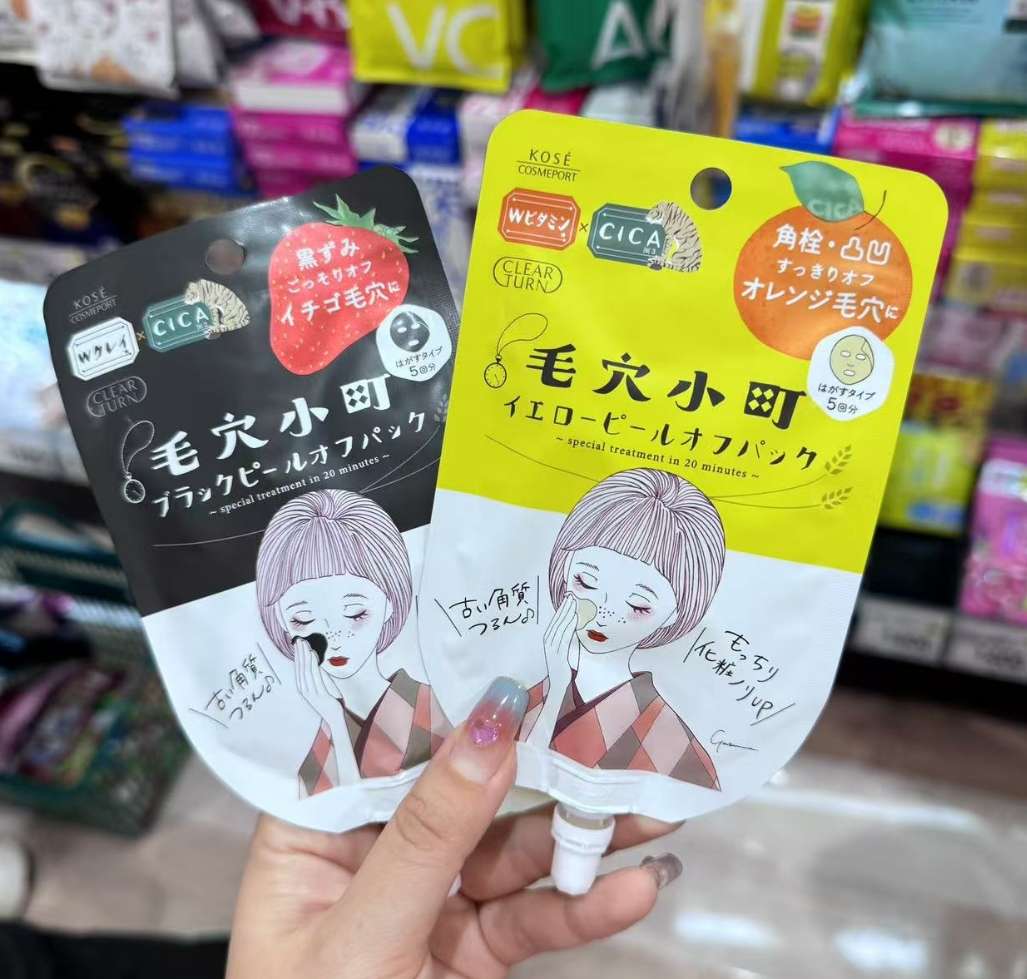 VC
KOSÉ
COSMEPORT
Wクレイ
×
CICA
CLEAR
TURN
黒ずみ
ごっそりオフ
イチゴ毛穴に
はがすタイプ
5回分
毛穴小町
ブラックピールオフパック
~ special treatment in 20 minutes ~
古い角質
つるん♫
KOSÉ
COSMEPORT
Wビタミン
×
CICA
CLEAR
TURN
CICA
角栓・凸凹
すっきりオフ
オレンジ毛穴に
はがすタイプ
5回分
毛穴小町
イエローピールオフパック
~ special treatment in 20 minutes ~
古い角質
つるん♫
もっちり
化粧ノリUP